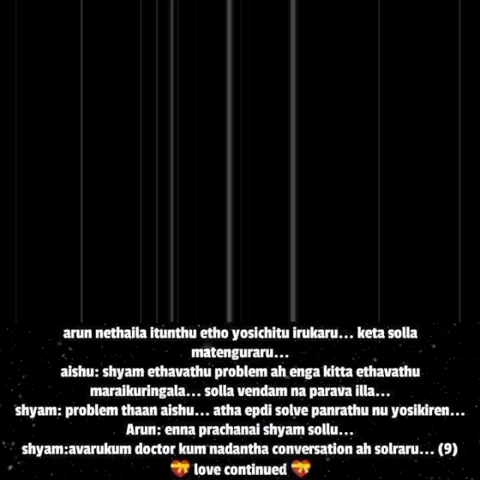 arun nethaila itunthu etho yosichitu irukaru... keta solla
matenguraru...
aishu: shyam ethavathu problem ah enga kitta ethavathu
maraikuringala... solla vendam na parava illa...
shyam: problem thaan aishu... atha epdi solve panrathu nu yosikiren...
Arun: enna prachanai shyam sollu...
shyam:avarukum doctor kum nadantha conversation ah solraru... (9)
💝 love continued 💝